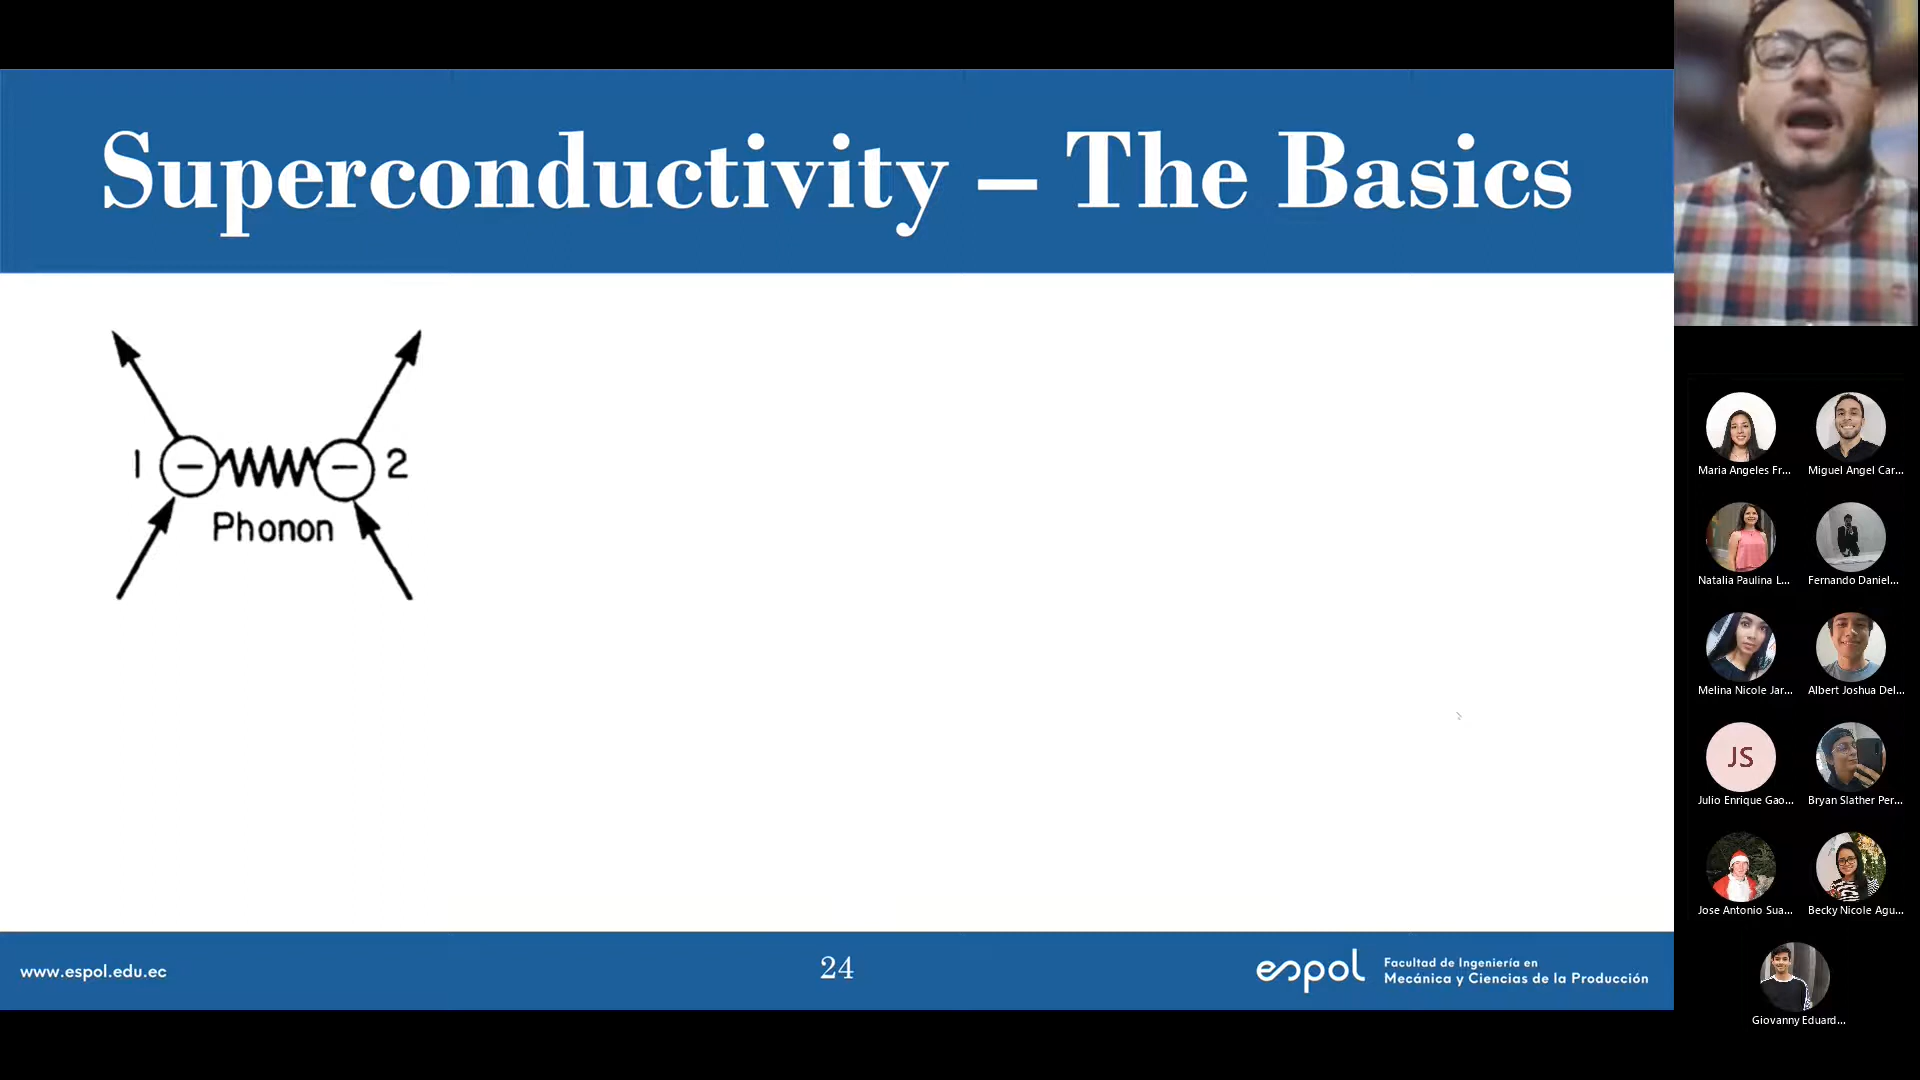 Superconductivity – The Basics
1
2
Phonon
www.espol.edu.ec
24
espol
Facultad de Ingeniería en
Mecánica y Ciencias de la Producción
Maria Angeles Fr...
Miguel Angel Car...
Natalia Paulina L...
Fernando Daniel...
Melina Nicole Jar...
Albert Joshua Del...
JS
Julio Enrique Gao...
Bryan Slather Per...
Jose Antonio Sua...
Becky Nicole Agu...
Giovanny Eduard...